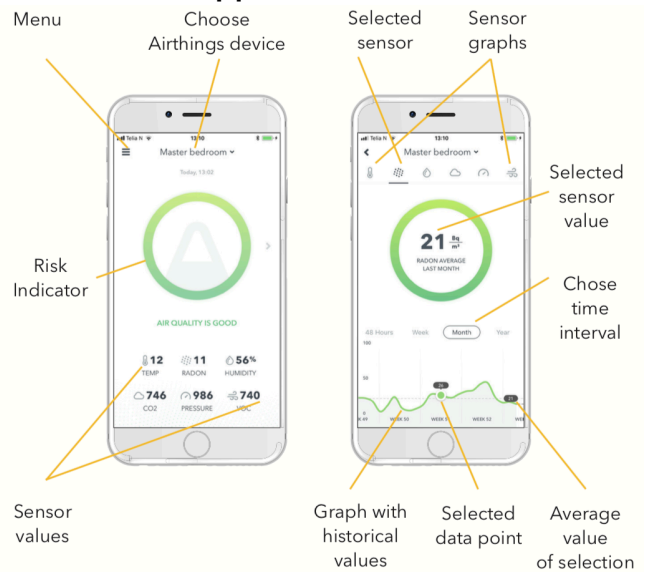 Menu
Choose
Airthings device
Selected
sensor
Sensor
graphs
Telia N 13:10
Master bedroom
Today, 13:02
AIR QUALITY IS GOOD
12 11 56%
TEMP RADON HUMIDITY
746 986 740
CO2 PRESSURE VOC
Risk
Indicator
Sensor
values
Telia N 13:10
Master bedroom
21 Bq/m³
RADON AVERAGE
LAST MONTH
48 Hours Week Month Year
100
50
26
21
0
WEEK 50 WEEK 52
Selected
sensor
value
Chose
time
interval
Graph with
historical
values
Selected
data point
Average
value
of selection